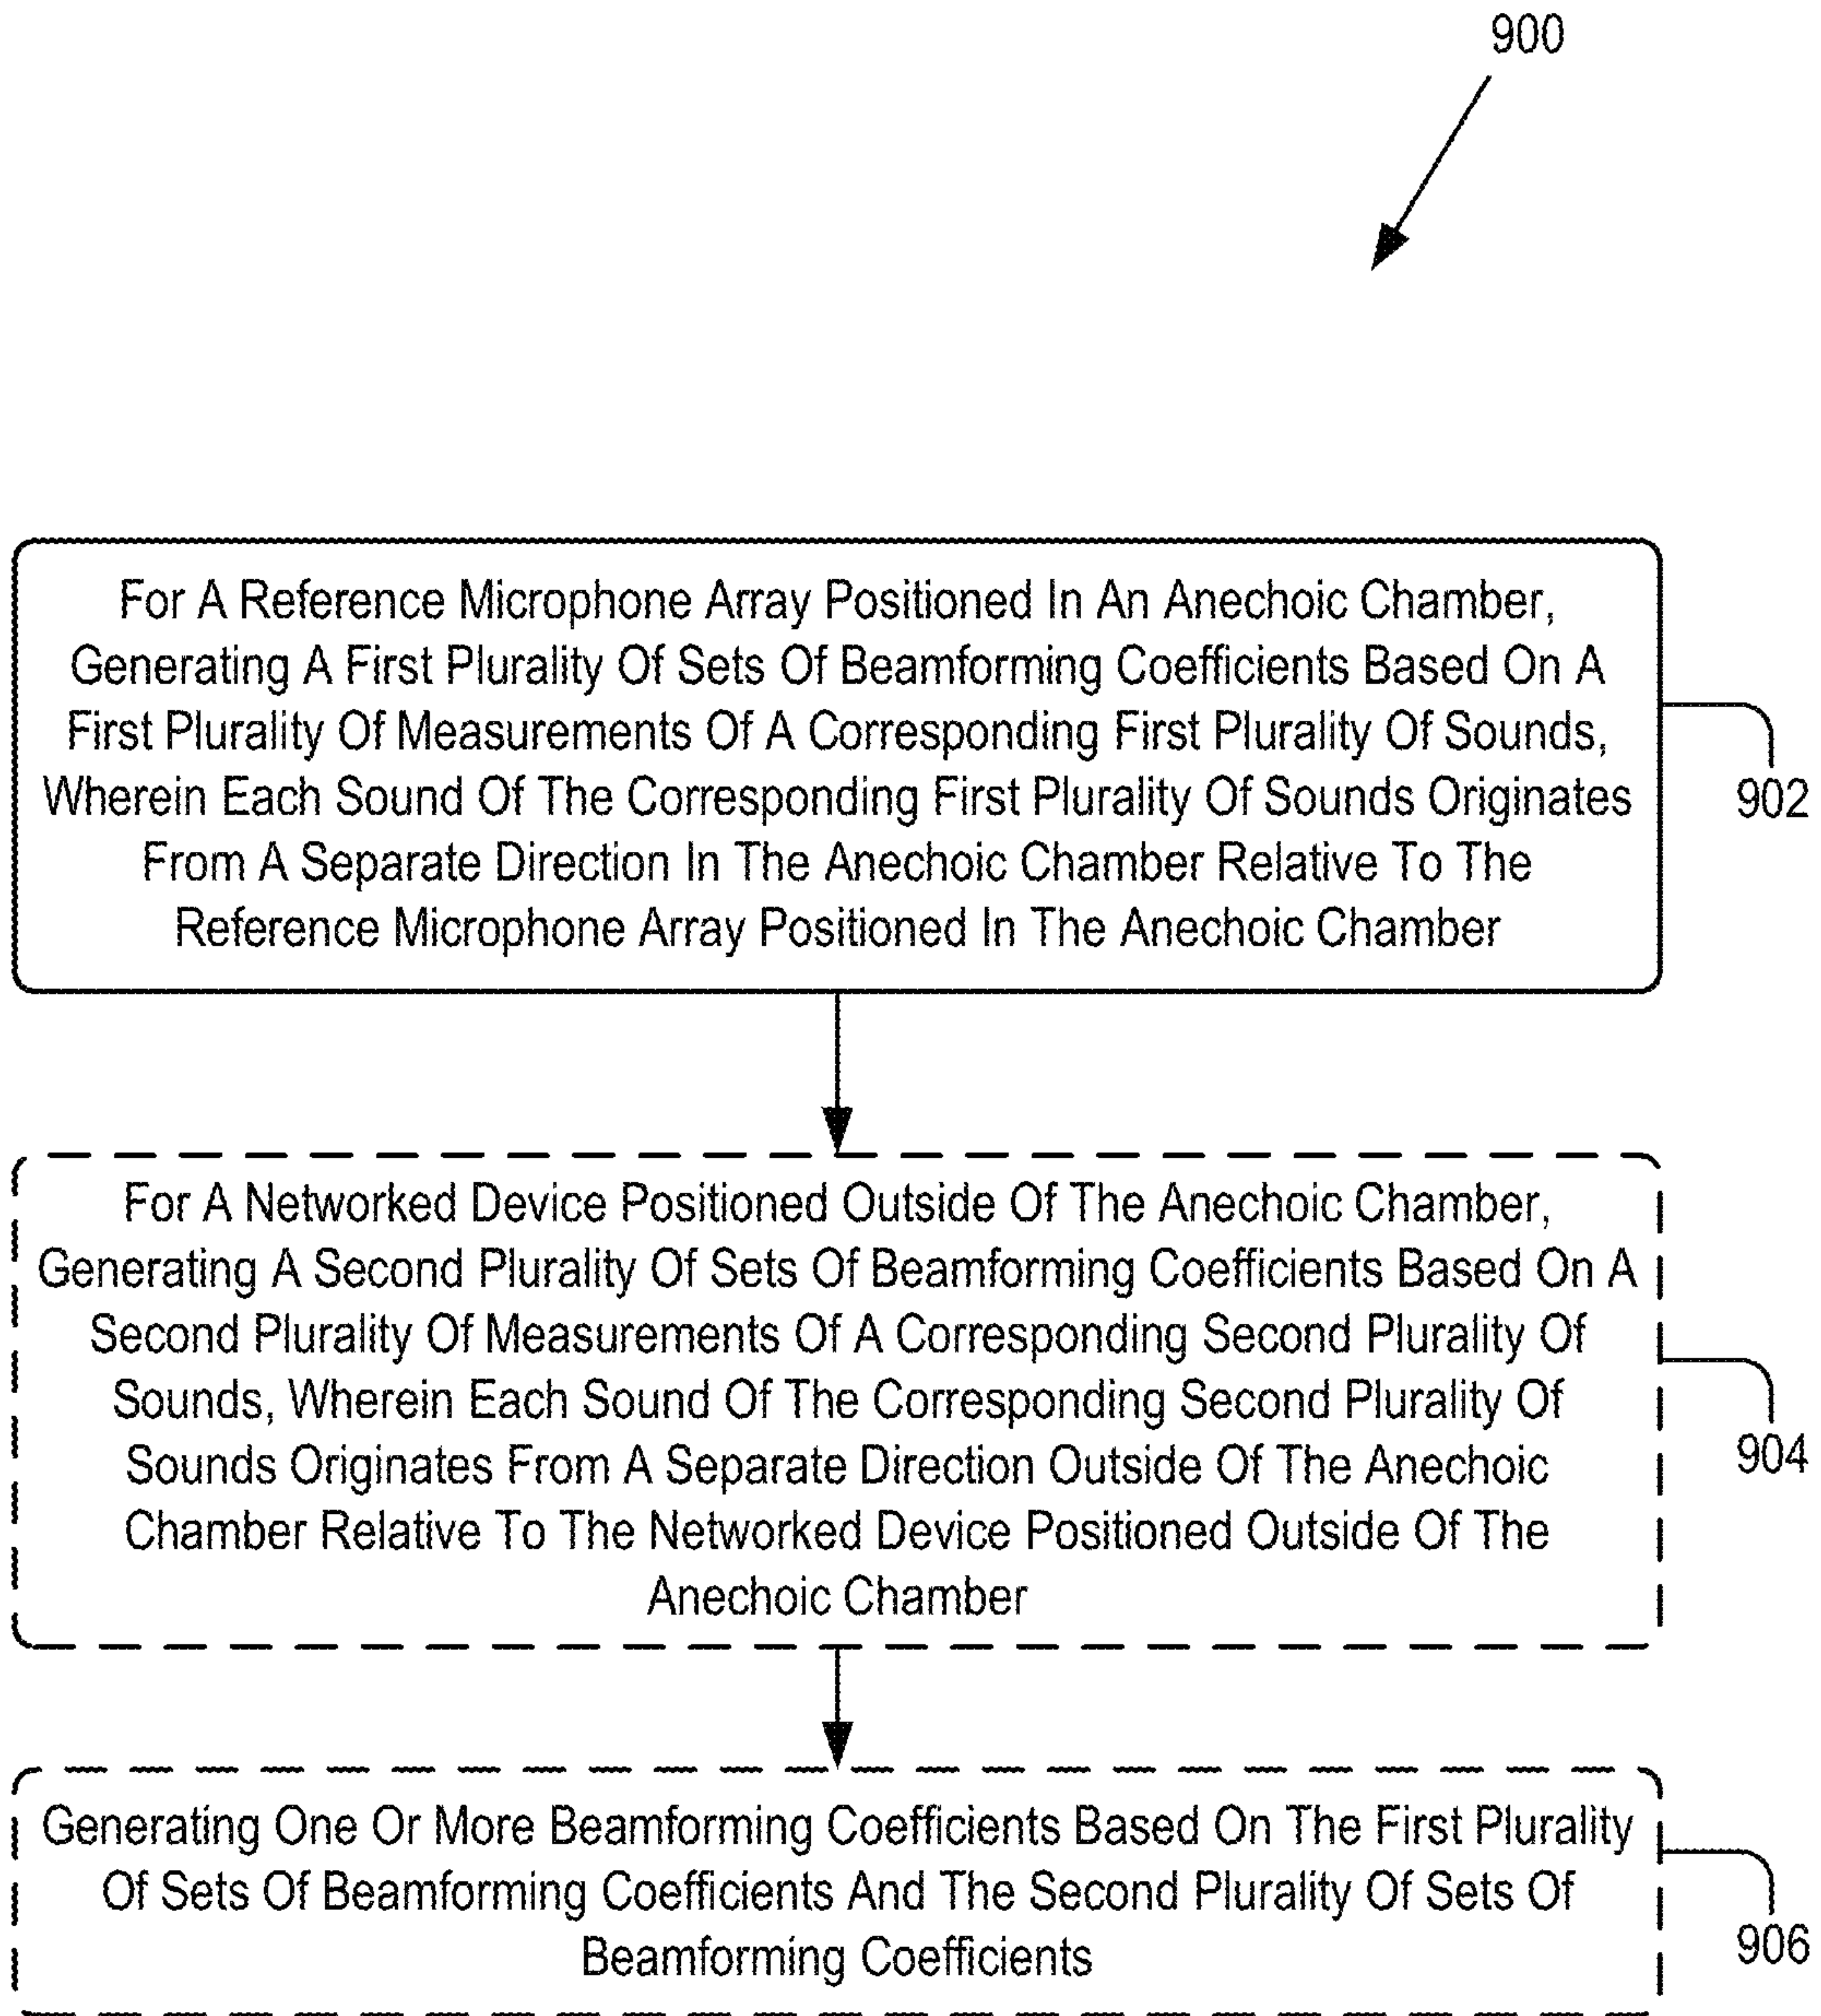 900
For A Reference Microphone Array Positioned In An Anechoic Chamber,
Generating A First Plurality Of Sets Of Beamforming Coefficients Based On A
First Plurality Of Measurements Of A Corresponding First Plurality Of Sounds,
Wherein Each Sound Of The Corresponding First Plurality Of Sounds Originates
From A Separate Direction In The Anechoic Chamber Relative To The
Reference Microphone Array Positioned In The Anechoic Chamber
902
For A Networked Device Positioned Outside Of The Anechoic Chamber,
Generating A Second Plurality Of Sets Of Beamforming Coefficients Based On A
Second Plurality Of Measurements Of A Corresponding Second Plurality Of
Sounds, Wherein Each Sound Of The Corresponding Second Plurality Of
Sounds Originates From A Separate Direction Outside Of The Anechoic
Chamber Relative To The Networked Device Positioned Outside Of The
Anechoic Chamber
904
Generating One Or More Beamforming Coefficients Based On The First Plurality
Of Sets Of Beamforming Coefficients And The Second Plurality Of Sets Of
Beamforming Coefficients
906